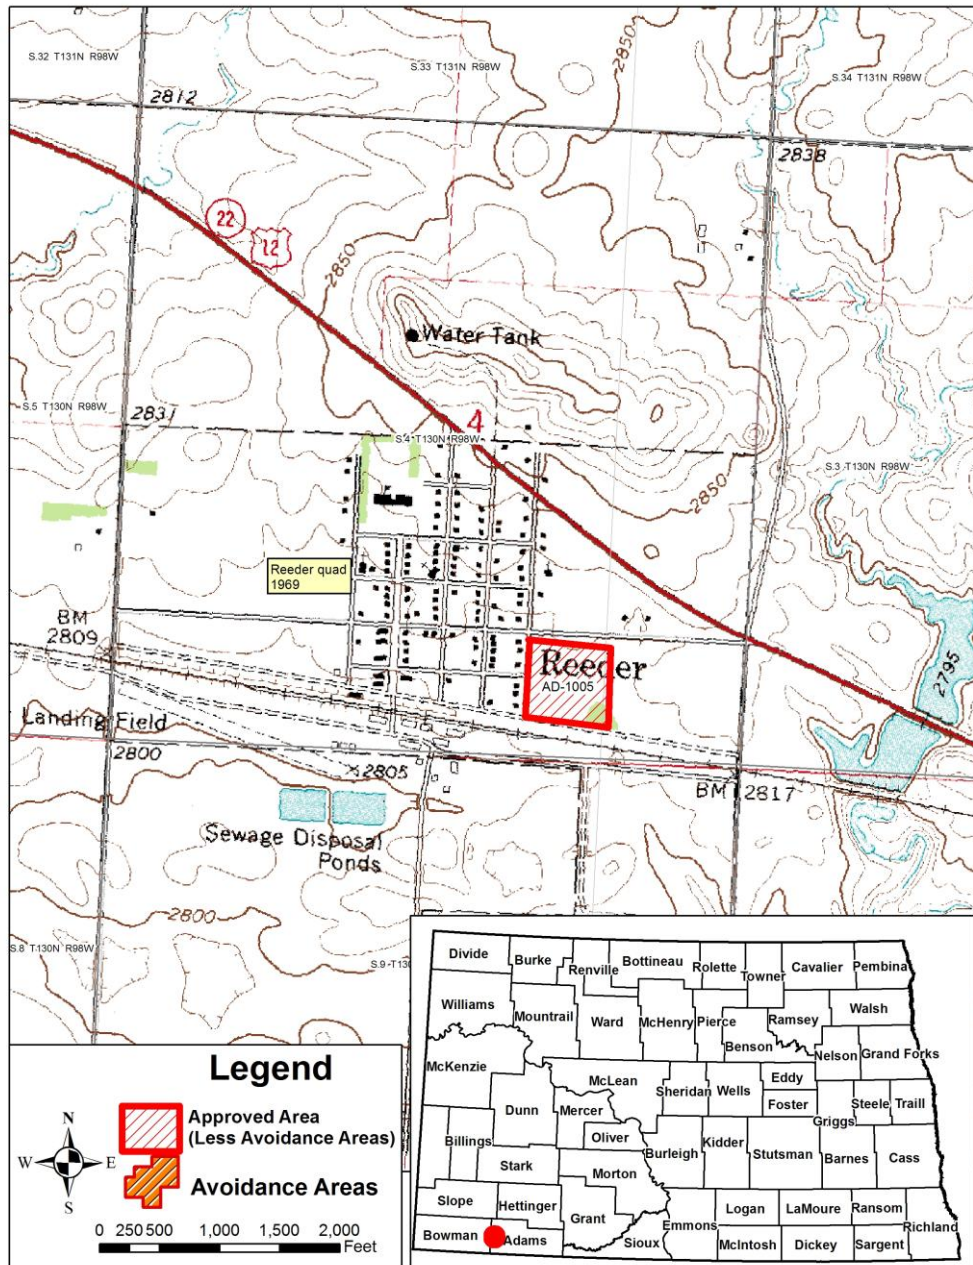 S.32 T131N R98W
S.33 T131N R98W
2850
S.34 T131N R98W
2812
2838
22
12
2850
Water Tank
S.5 T130N R98W
2831
4
S.4 T130N R98W
S.3 T130N R98W
2850
Reeder quad
1969
BM
2809
Reeder
AD-1005
2795
Landing Field
2800
2805
BM 2817
Sewage Disposal
Ponds
2800
S.8 T130N R98W
S.9 T130
Legend
Approved Area
(Less Avoidance Areas)
Avoidance Areas
N
W
E
S
0 250 500 1,000 1,500 2,000
Feet
Divide
Burke
Renville
Bottineau
Rolette
Towner
Cavalier
Pembina
Williams
Mountrail
Ward
McHenry
Pierce
Benson
Ramsey
Walsh
Nelson
Grand Forks
McKenzie
Dunn
McLean
Mercer
Oliver
Sheridan
Wells
Eddy
Foster
Griggs
Steele
Traill
Billings
Stark
Morton
Burleigh
Kidder
Stutsman
Barnes
Cass
Slope
Hettinger
Grant
Bowman
Adams
Sioux
Emmons
Logan
LaMoure
Ransom
Richland
McIntosh
Dickey
Sargent